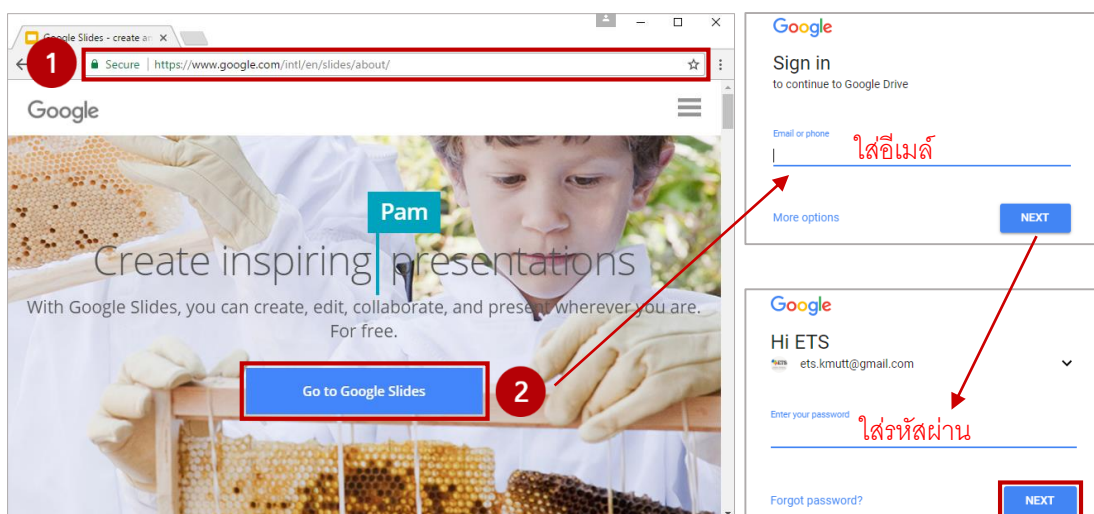 Google Slides - create an
1
Secure
https://www.google.com/intl/en/slides/about/
Google
Pam
Create inspiring presentations
With Google Slides, you can create, edit, collaborate, and present wherever you are.
For free.
Go to Google Slides
2
Google
Sign in
to continue to Google Drive
Email or phone
ใส่อีเมล์
More options
NEXT
Google
Hi ETS
ets.kmutt@gmail.com
Enter your password
ใส่รหัสผ่าน
Forgot password?
NEXT